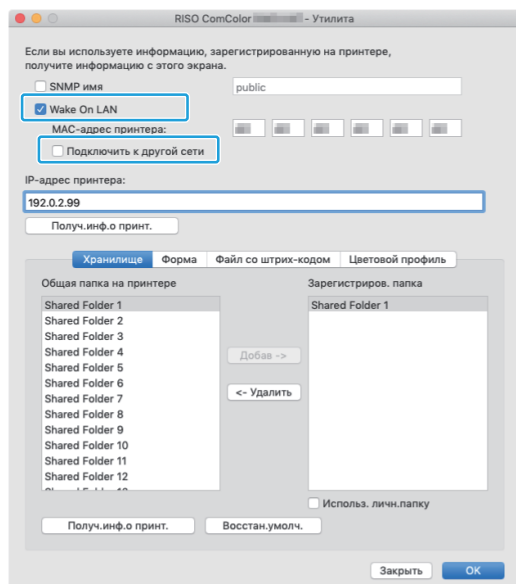 RISO ComColor - Утилита
Если вы используете информацию, зарегистрированную на принтере,
получите информацию с этого экрана.
SNMP имя
public
Wake On LAN
MAC-адрес принтера:
Подключить к другой сети
IP-адрес принтера:
192.0.2.99
Получ.инф.о принт.
Хранилище Форма Файл со штрих-кодом Цветовой профиль
Общая папка на принтере
Зарегистриров. папка
Shared Folder 1
Shared Folder 2
Shared Folder 3
Shared Folder 4
Shared Folder 5
Shared Folder 6
Shared Folder 7
Shared Folder 8
Shared Folder 9
Shared Folder 10
Shared Folder 11
Shared Folder 12
Добав ->
<- Удалить
Shared Folder 1
Использ. личн.папку
Получ.инф.о принт. Восстан.умолч.
Закрыть OK